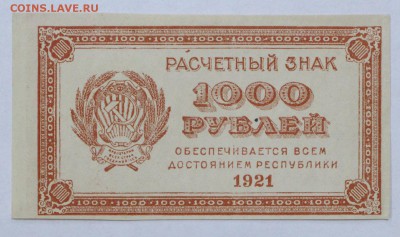 COINS.LAVE.RU
РАСЧЕТНЫЙ ЗНАК
1000
РУБЛЕЙ
ОБЕСПЕЧИВАЕТСЯ ВСЕМ
ДОСТОЯНИЕМ РЕСПУБЛИКИ
1921